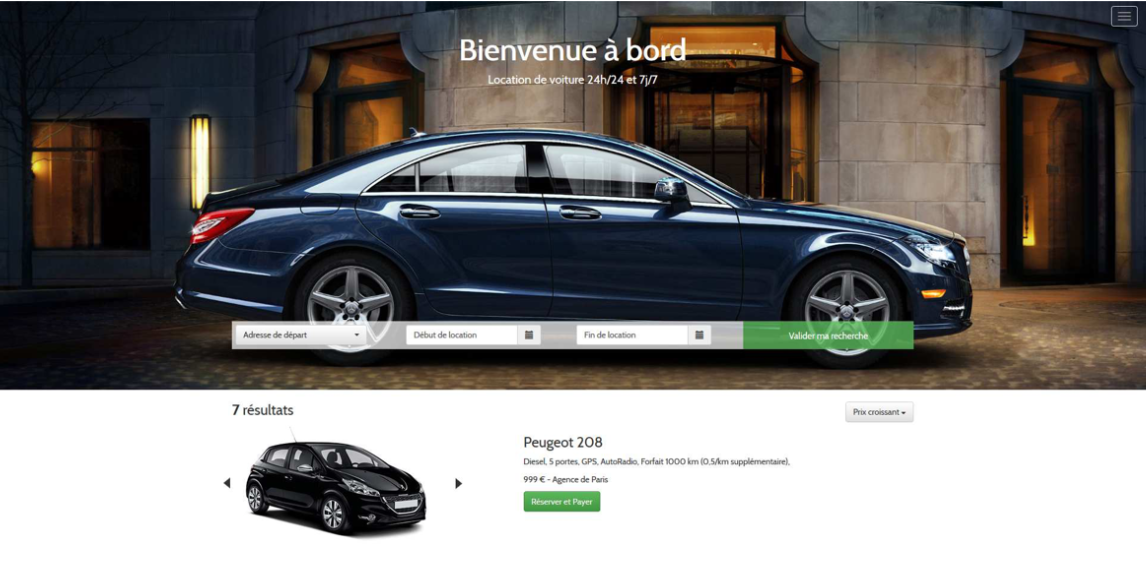 Bienvenue à bord
Location de voiture 24h/24 et 7j/7
Adresse de départ
Début de location
Fin de location
Valider ma recherche
7 résultats
Prix croissant
Peugeot 208
Diesel, 5 portes, GPS, AutoRadio, Forfait 1000 km (0,5/km supplémentaire),
999 € - Agence de Paris
Réserver et Payer